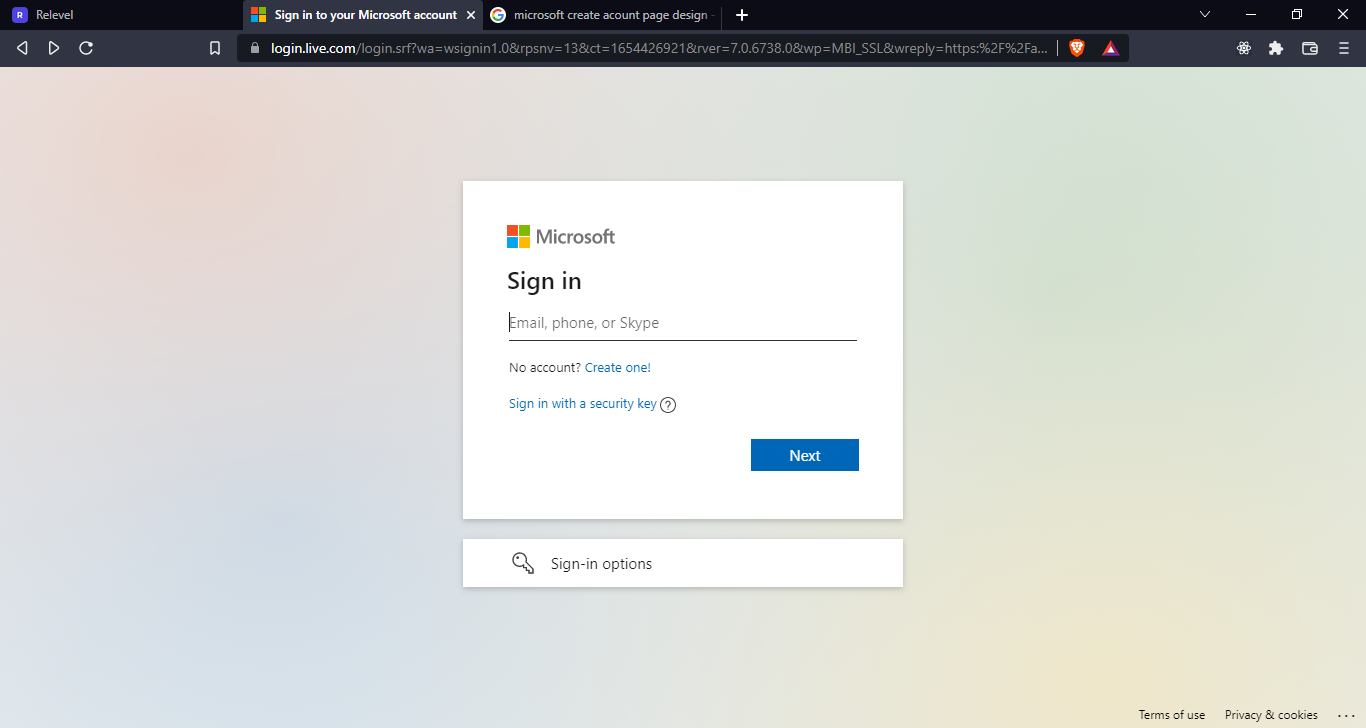 R Relevel
Sign in to your Microsoft account
microsoft create acount page design -
login.live.com/login.srf?wa=wsignin1.0&rpsnv=13&ct=1654426921&rver=7.0.6738.0&wp=MBI_SSL&wreply=https:%2F%2Fa...
Microsoft
Sign in
Email, phone, or Skype
No account? Create one!
Sign in with a security key ?
Next
Sign-in options
Terms of use Privacy & cookies ...